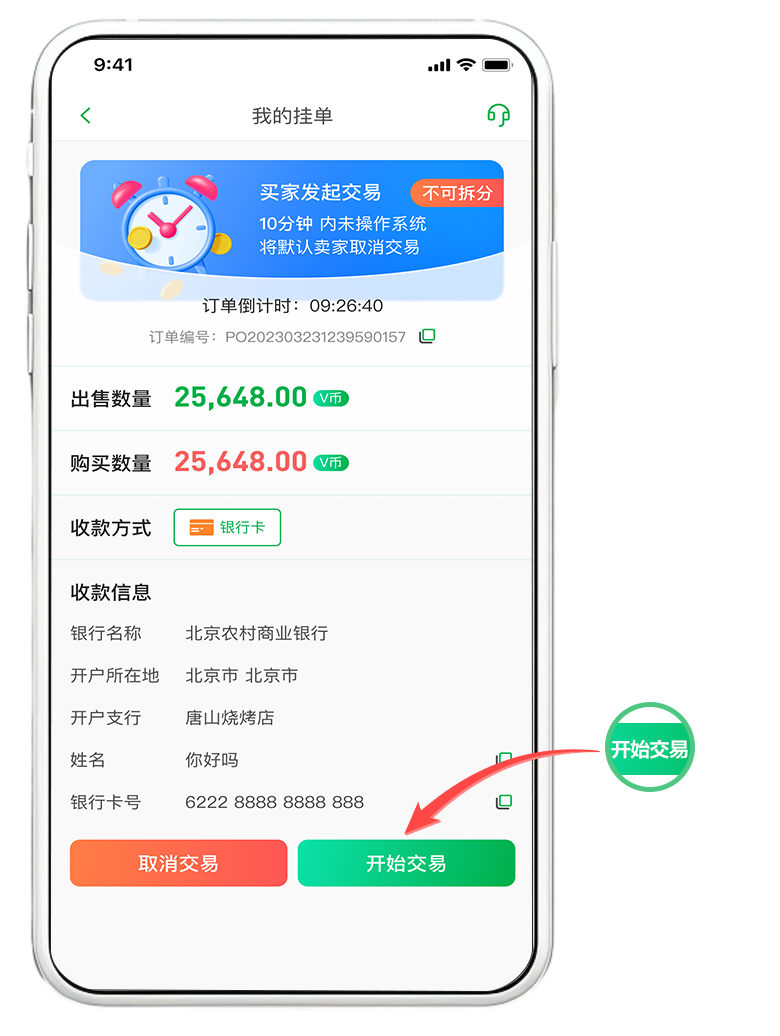 9:41
我的挂单
买家发起交易
不可拆分
10分钟 内未操作系统
将默认卖家取消交易
订单倒计时：09:26:40
订单编号：PO202303231239590157
出售数量 25,648.00 V币
购买数量 25,648.00 V币
收款方式 银行卡
收款信息
银行名称 北京农村商业银行
开户所在地 北京市 北京市
开户支行 唐山烧烤店
姓名 你好吗
银行卡号 6222 8888 8888 888
取消交易 开始交易
开始交易